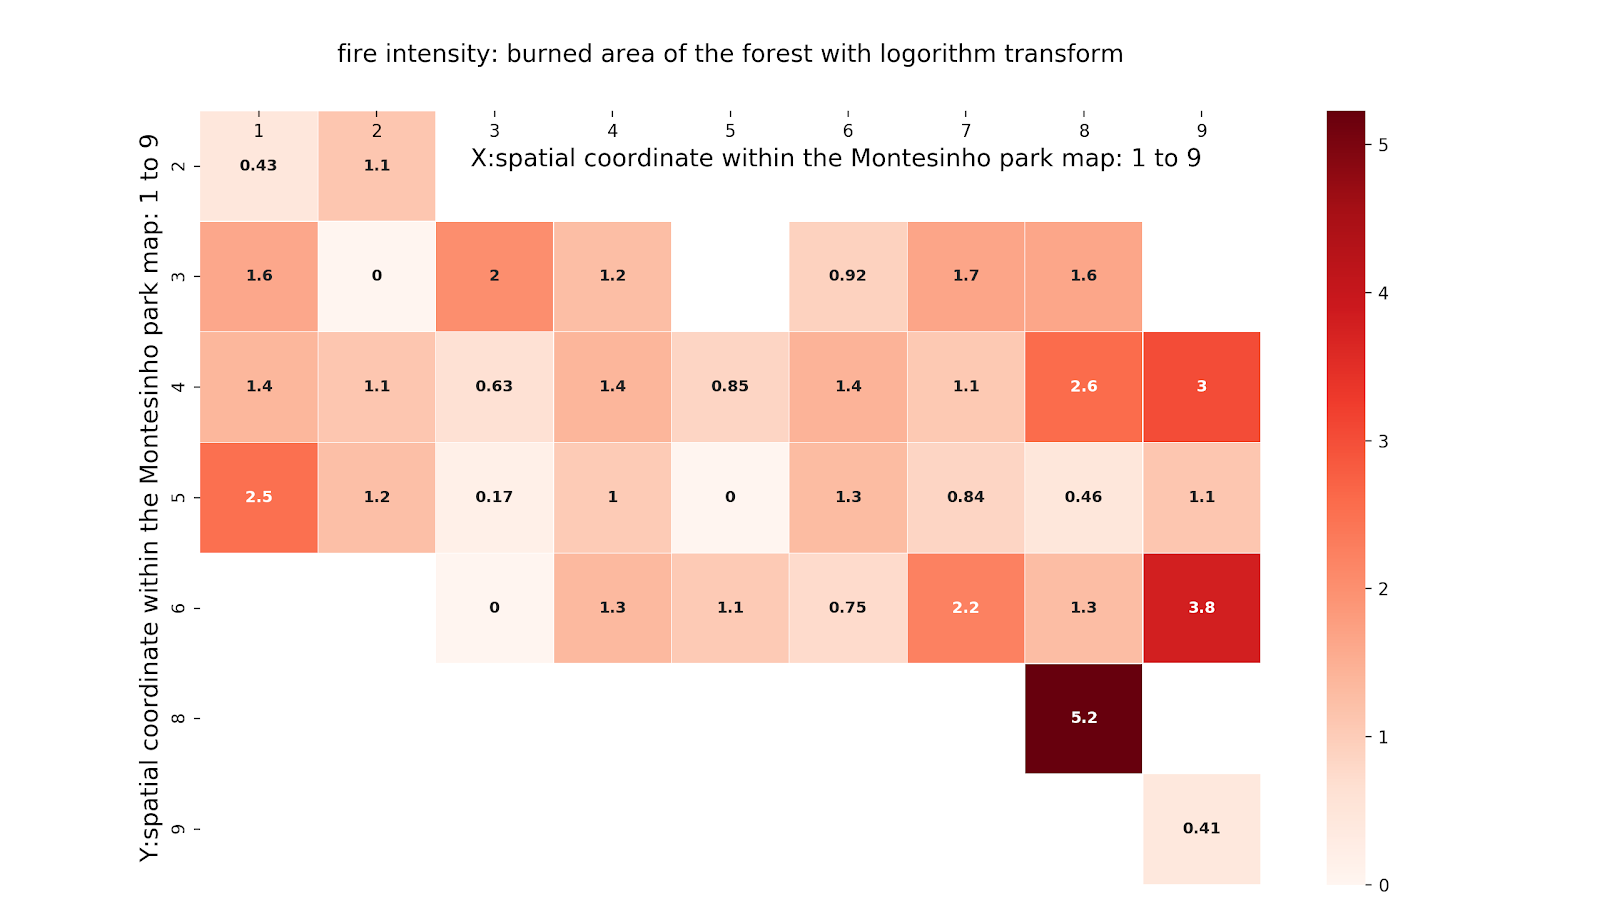 fire intensity: burned area of the forest with logorithm transform
1 2 3 4 5 6 7 8 9
X:spatial coordinate within the Montesinho park map: 1 to 9
Y:spatial coordinate within the Montesinho park map: 1 to 9
2 0.43 1.1
3 1.6 0 2 1.2 0.92 1.7 1.6
4 1.4 1.1 0.63 1.4 0.85 1.4 1.1 2.6 3
5 2.5 1.2 0.17 1 0 1.3 0.84 0.46 1.1
6 0 1.3 1.1 0.75 2.2 1.3 3.8
8 5.2
9 0.41
5
4
3
2
1
0